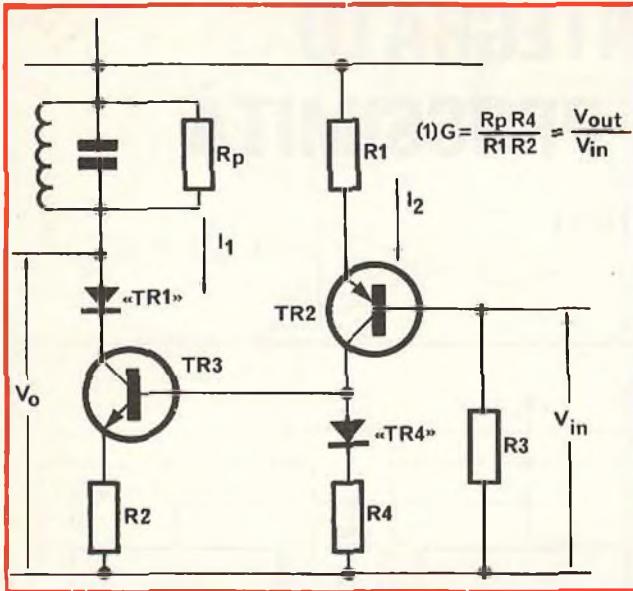 (1) G = Rp R4 / R1 R2 ≈ Vout / Vin
Rp
R1
I1
I2
«TR1»
TR2
TR3
Vo
«TR4»
R3
Vin
R2
R4